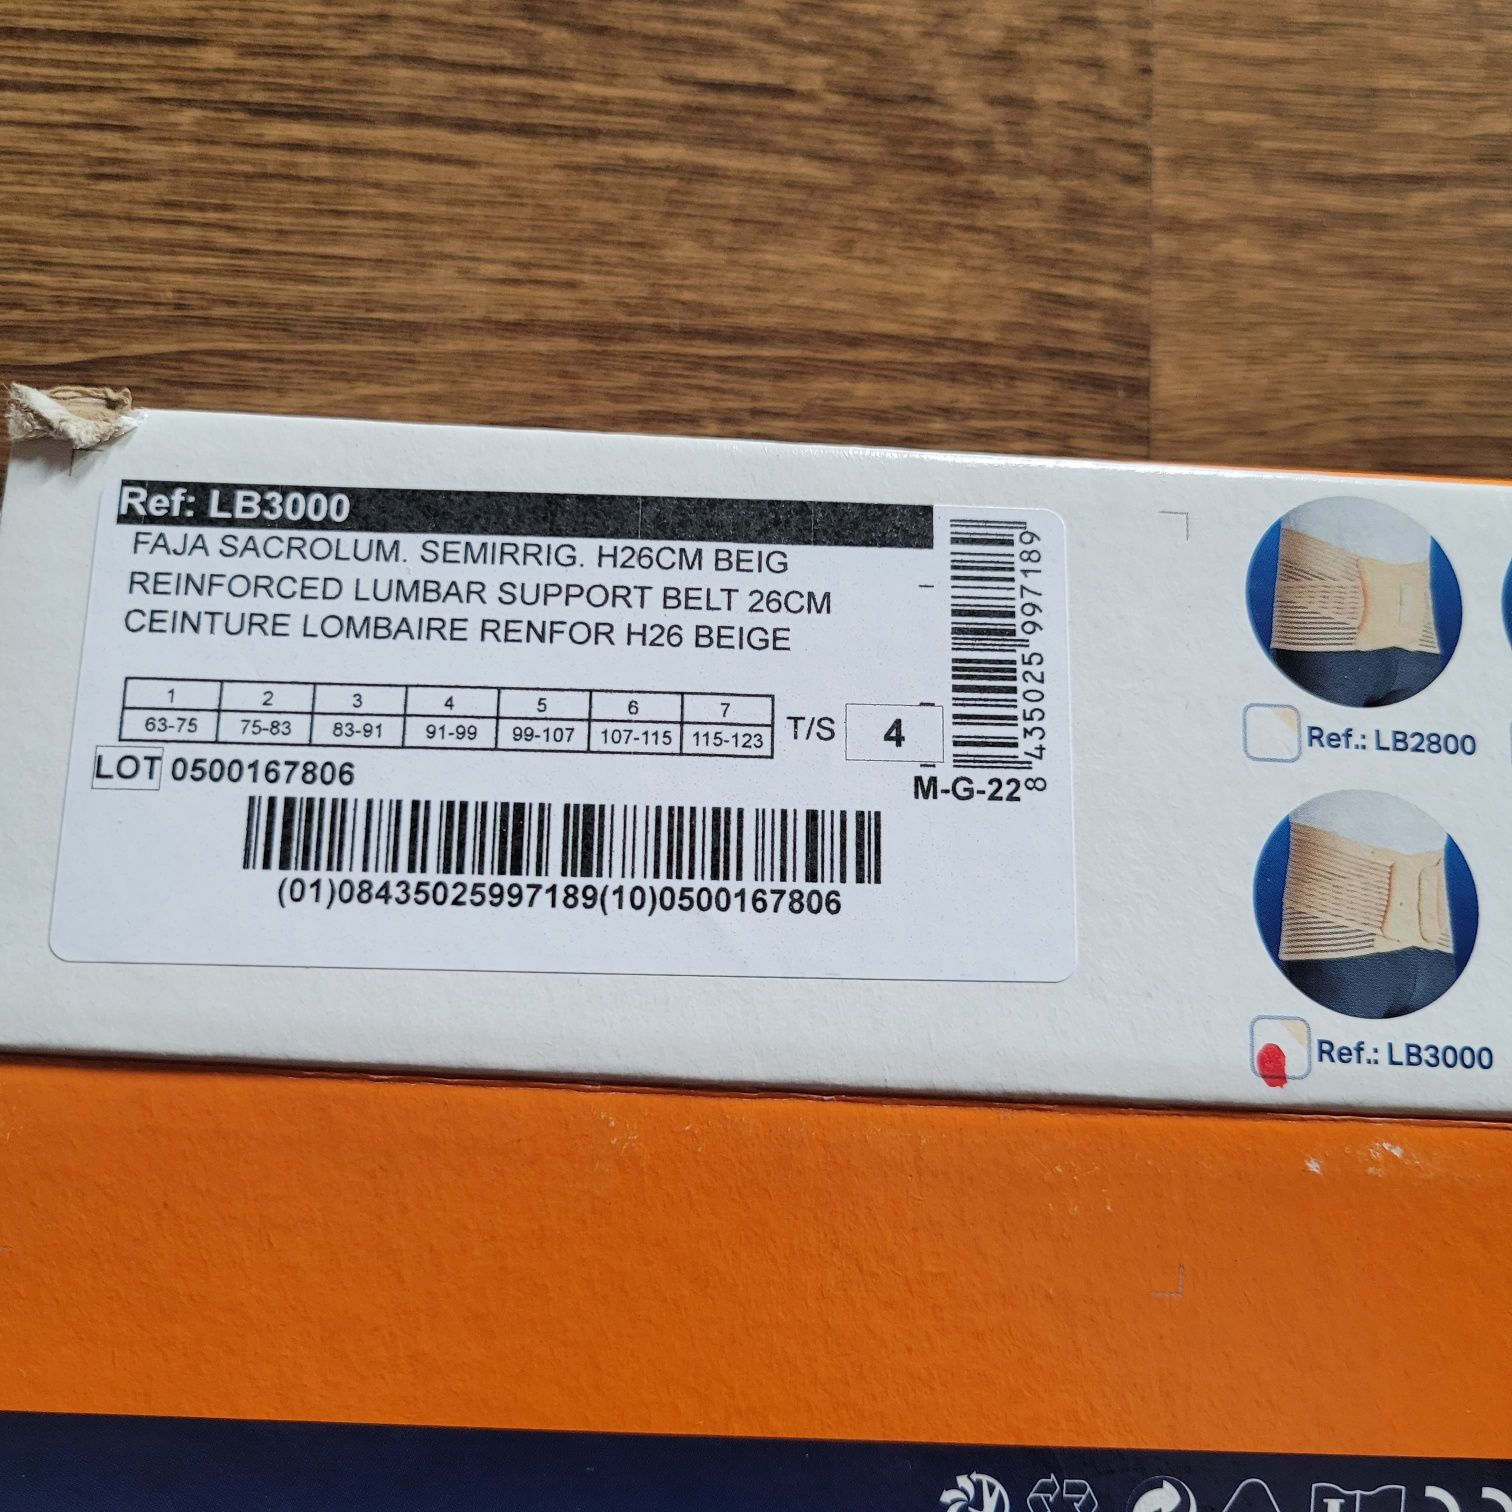 Ref: LB3000
FAJA SACROLUM. SEMIRRIG. H26CM BEIG
REINFORCED LUMBAR SUPPORT BELT 26CM
CEINTURE LOMBAIRE RENFOR H26 BEIGE
1 2 3 4 5 6 7
63-75 75-83 83-91 91-99 99-107 107-115 115-123
T/S 4
LOT 0500167806
M-G-22
8 435025 997189
(01)08435025997189(10)0500167806
Ref.: LB2800
Ref.: LB3000